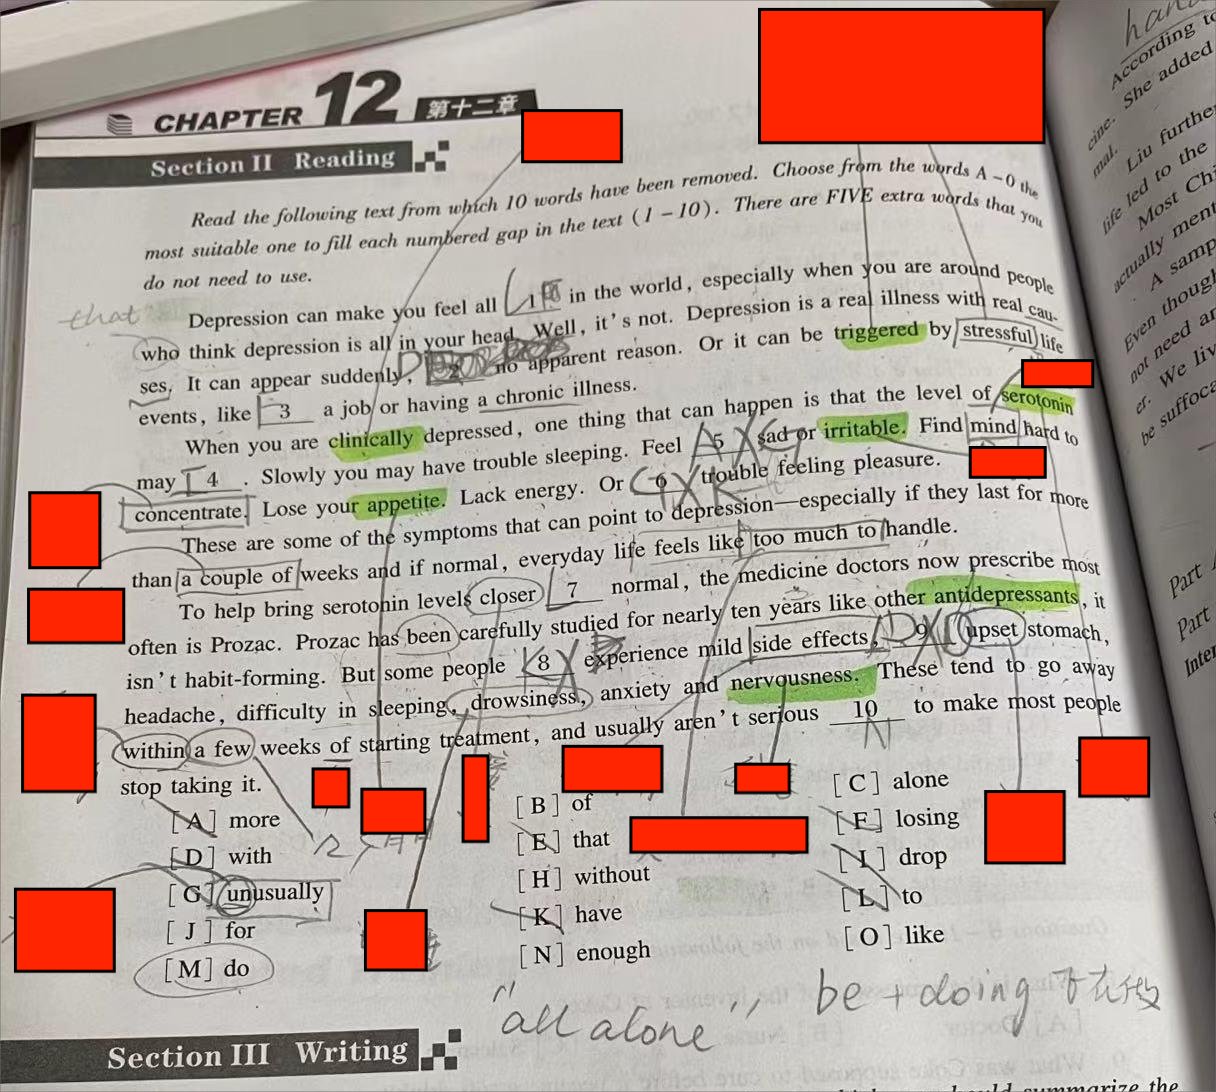 CHAPTER 12 第十二章
Section II Reading
Read the following text from which 10 words have been removed. Choose from the words A – O the
most suitable one to fill each numbered gap in the text (1 – 10). There are FIVE extra words that you
do not need to use.
that
Depression can make you feel all 1 in the world, especially when you are around people
who think depression is all in your head. Well, it's not. Depression is a real illness with real cau-
ses. It can appear suddenly, 2 no apparent reason. Or it can be triggered by stressful life
events, like 3 a job or having a chronic illness.
When you are clinically depressed, one thing that can happen is that the level of serotonin
may 4 . Slowly you may have trouble sleeping. Feel 5 sad or irritable. Find mind hard to
concentrate. Lose your appetite. Lack energy. Or 6 trouble feeling pleasure.
These are some of the symptoms that can point to depression—especially if they last for more
than a couple of weeks and if normal, everyday life feels like too much to handle.
To help bring serotonin levels closer 7 normal, the medicine doctors now prescribe most
often is Prozac. Prozac has been carefully studied for nearly ten years like other antidepressants, it
isn't habit-forming. But some people 8 experience mild side effects, 9 upset stomach,
headache, difficulty in sleeping, drowsiness, anxiety and nervousness. These tend to go away
within a few weeks of starting treatment, and usually aren't serious 10 to make most people
stop taking it.
[A] more [B] of [C] alone
[D] with [E] that [F] losing
[G] unusually [H] without [I] drop
[J] for [K] have [L] to
[M] do [N] enough [O] like
"all alone" be + doing
Section III Writing
hand
According to
She added
cine.
mal.
Liu further
life led to the
Most Chi
actually ment
A samp
Even though
not need an
er. We liv
be suffoca
Part
Part
Inter
should summarize the